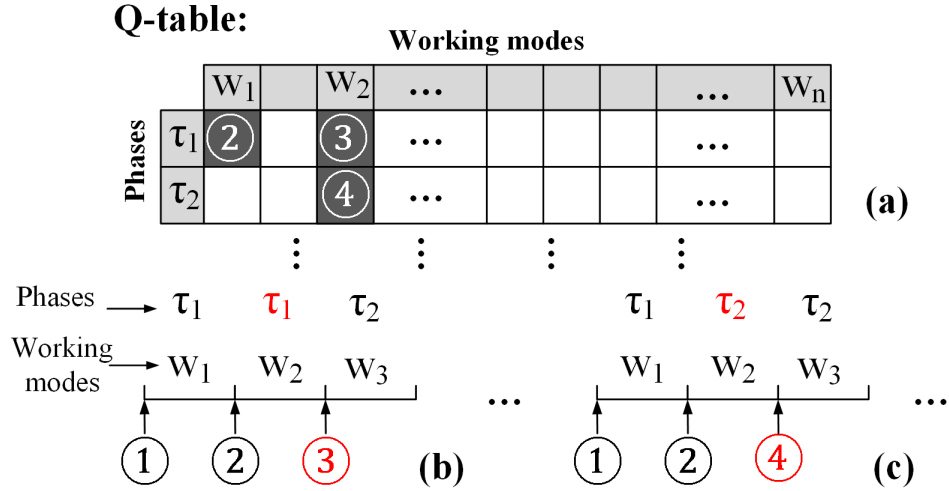 Q-table:
Working modes
W₁ W₂ ... ... Wₙ
Phases
τ₁ ② ③ ... ...
τ₂ ④ ... ...
(a)
⋮ ⋮ ⋮ ⋮
Phases τ₁ τ₁ τ₂ τ₁ τ₂ τ₂
Working modes W₁ W₂ W₃ W₁ W₂ W₃
... ...
① ② ③ (b) ① ② ④ (c)